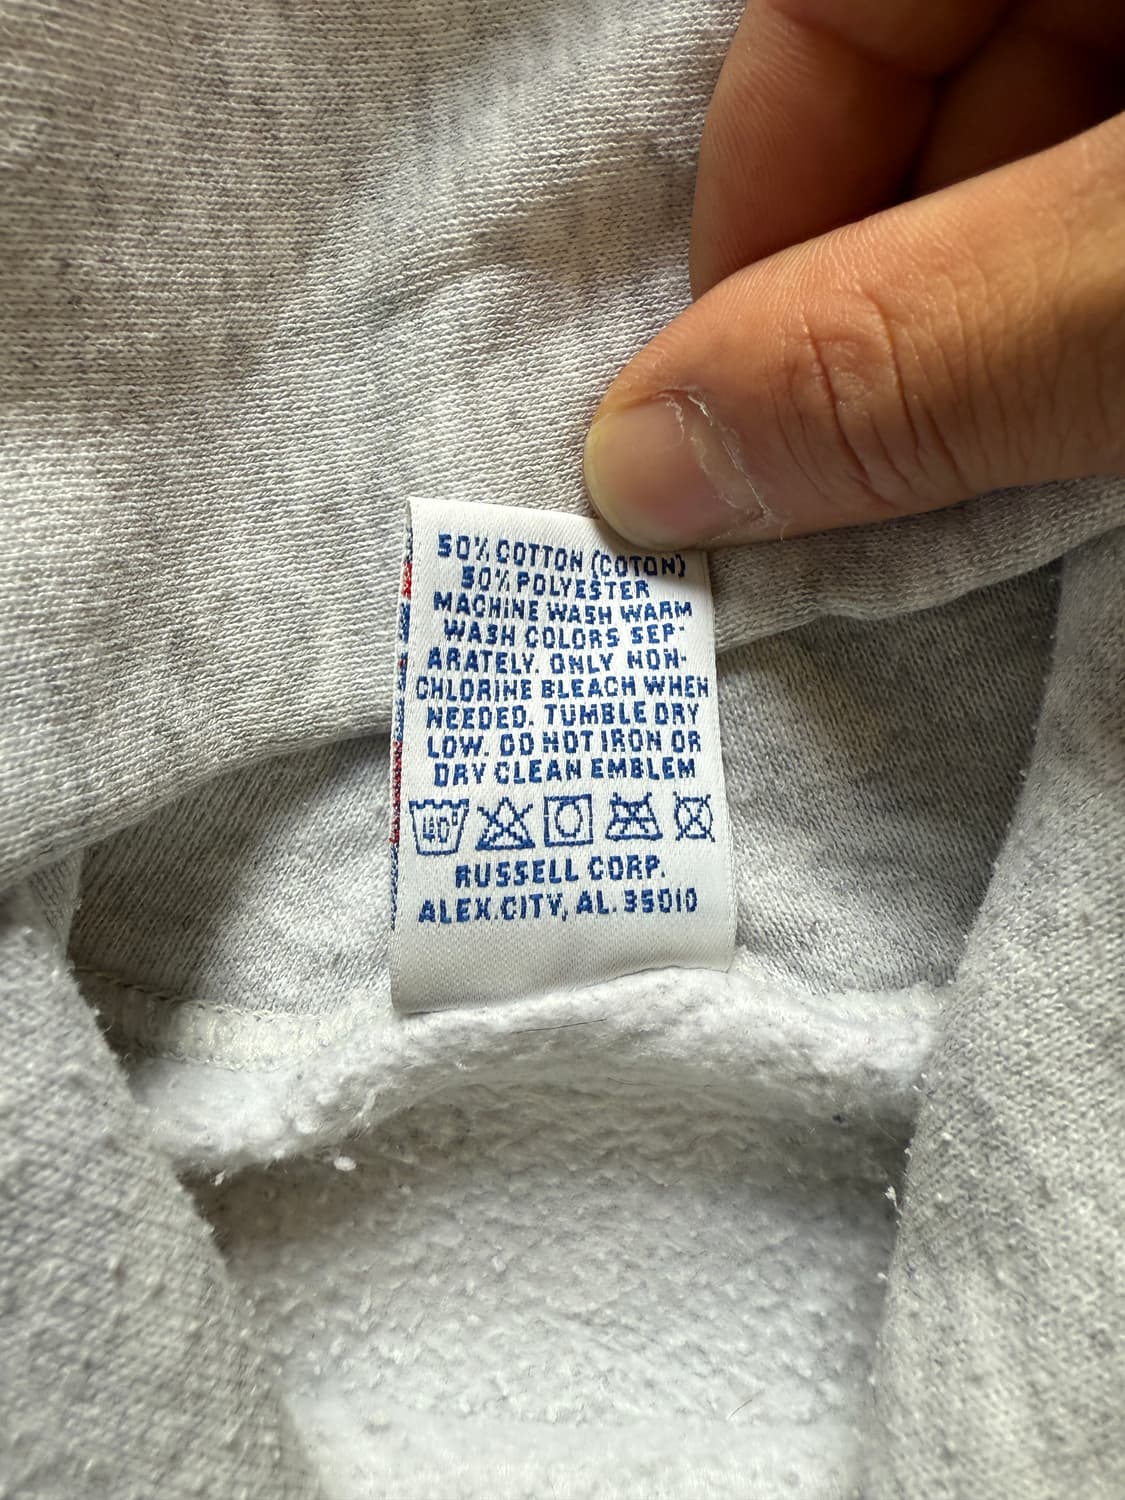 50% COTTON (COTON)
50% POLYESTER
MACHINE WASH WARM
WASH COLORS SEP-
ARATELY. ONLY NON-
CHLORINE BLEACH WHEN
NEEDED. TUMBLE DRY
LOW. DO NOT IRON OR
DRY CLEAN EMBLEM
40°
RUSSELL CORP.
ALEX.CITY, AL. 35010